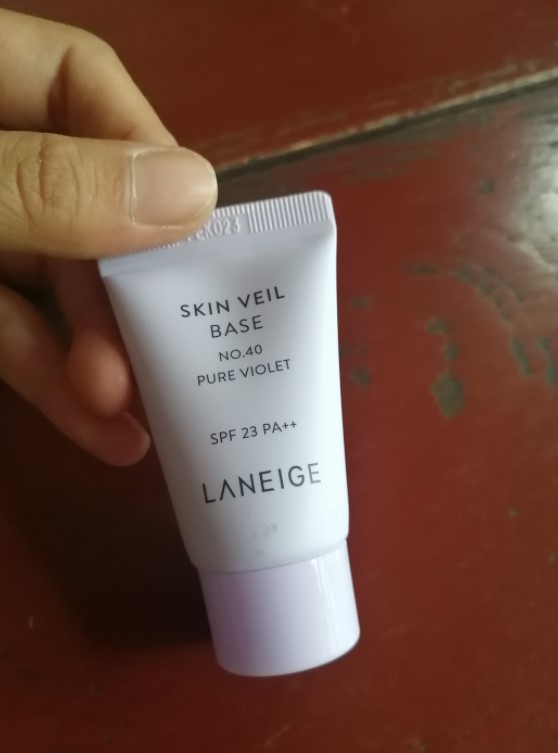 SKIN VEIL
BASE
NO.40
PURE VIOLET
SPF 23 PA++
LANEIGE